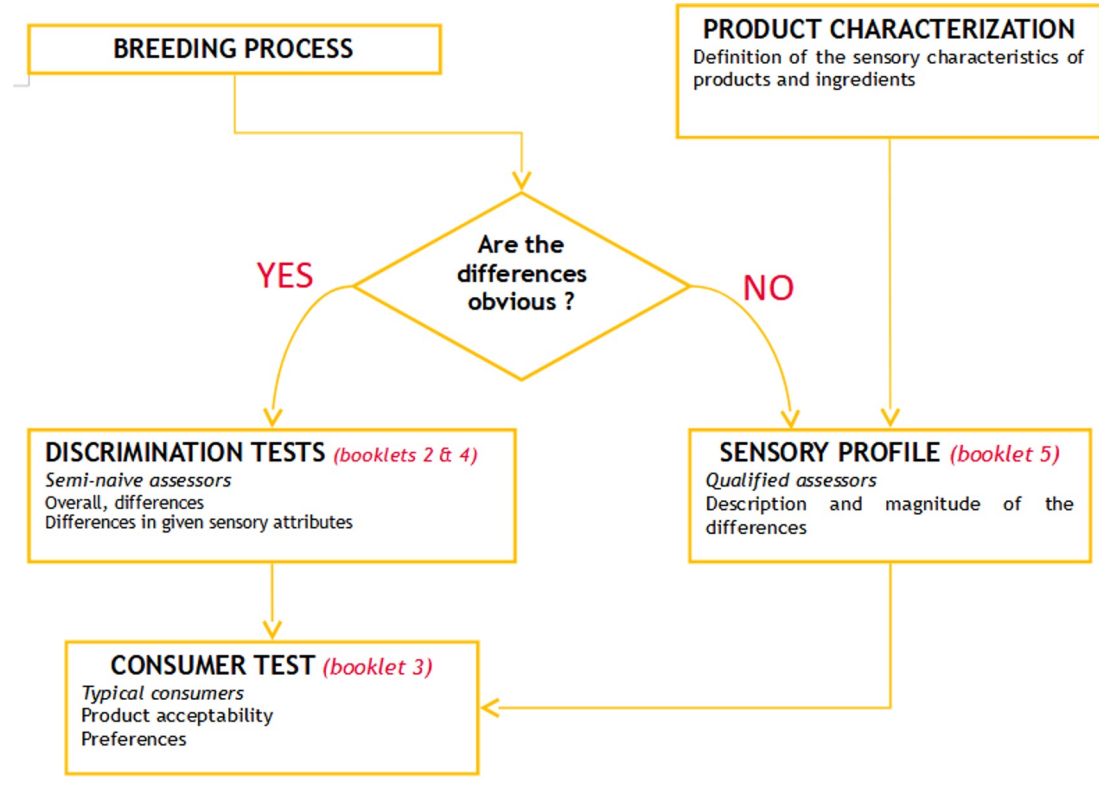 BREEDING PROCESS
PRODUCT CHARACTERIZATION
Definition of the sensory characteristics of
products and ingredients
Are the
differences
obvious ?
YES
NO
DISCRIMINATION TESTS (booklets 2 & 4)
Semi-naive assessors
Overall, differences
Differences in given sensory attributes
SENSORY PROFILE (booklet 5)
Qualified assessors
Description and magnitude of the
differences
CONSUMER TEST (booklet 3)
Typical consumers
Product acceptability
Preferences